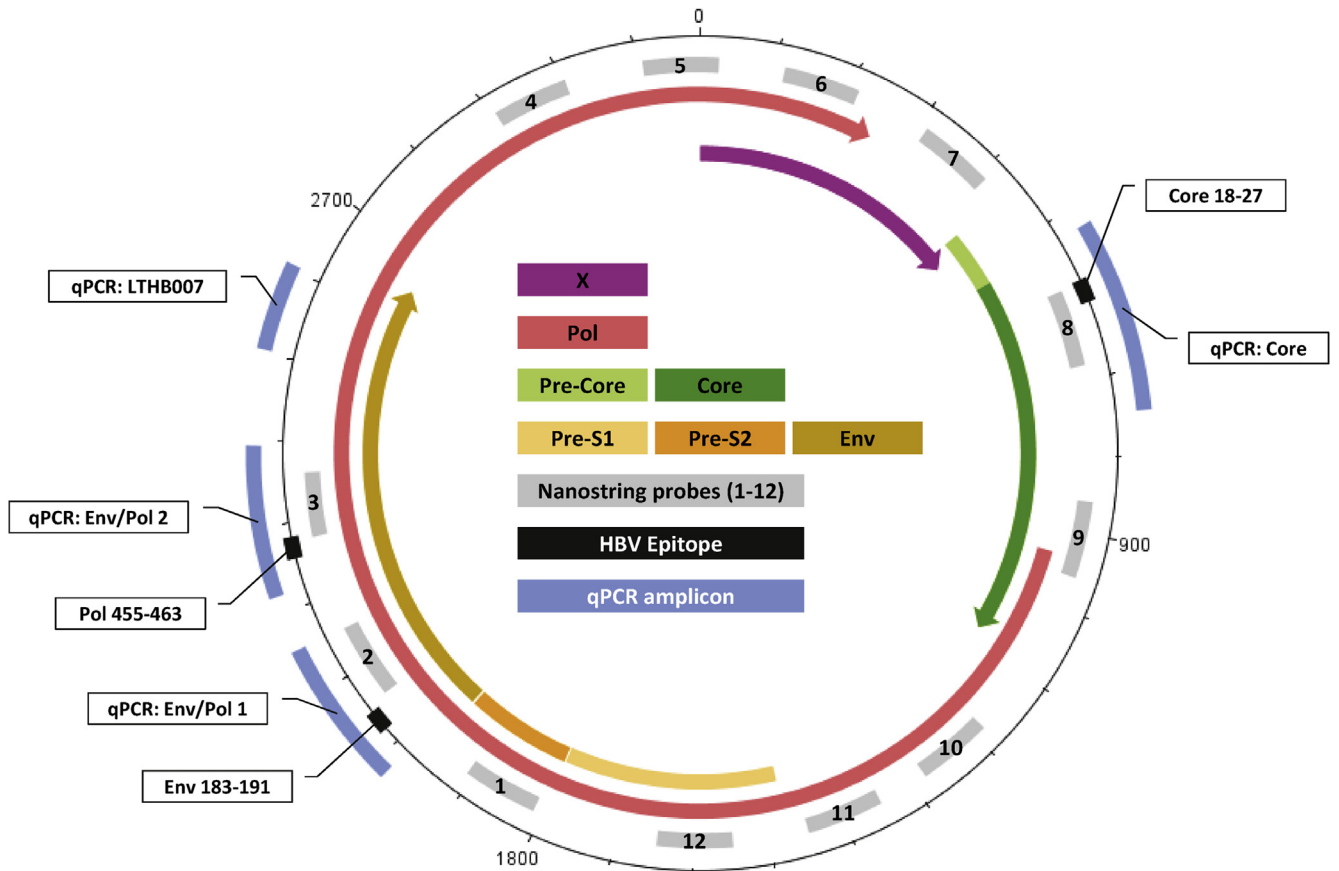 0
5
6
4
7
2700
Core 18-27
qPCR: LTHB007
X
8
Pol
qPCR: Core
Pre-Core
Core
Pre-S1
Pre-S2
Env
3
Nanostring probes (1-12)
qPCR: Env/Pol 2
9
HBV Epitope
900
qPCR amplicon
Pol 455-463
2
qPCR: Env/Pol 1
10
Env 183-191
1
11
12
1800